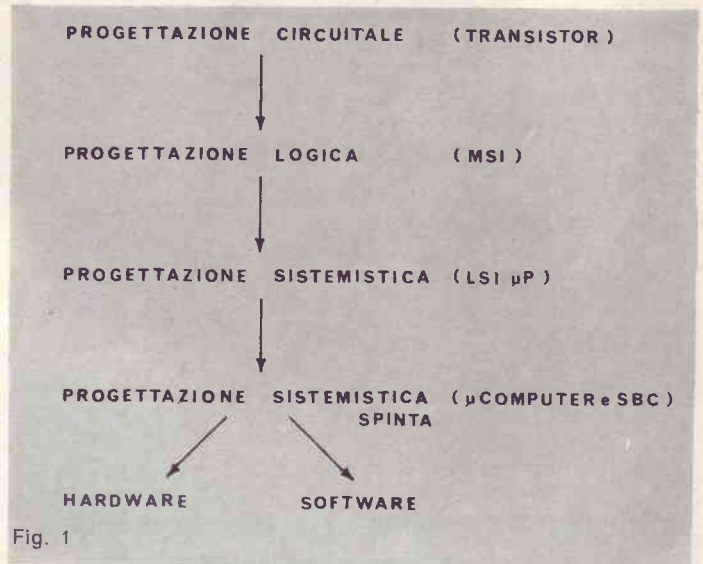 PROGETTAZIONE CIRCUITALE (TRANSISTOR)
PROGETTAZIONE LOGICA (MSI)
PROGETTAZIONE SISTEMISTICA (LSI µP)
PROGETTAZIONE SISTEMISTICA (µCOMPUTER e SBC)
SPINTA
HARDWARE SOFTWARE
Fig. 1